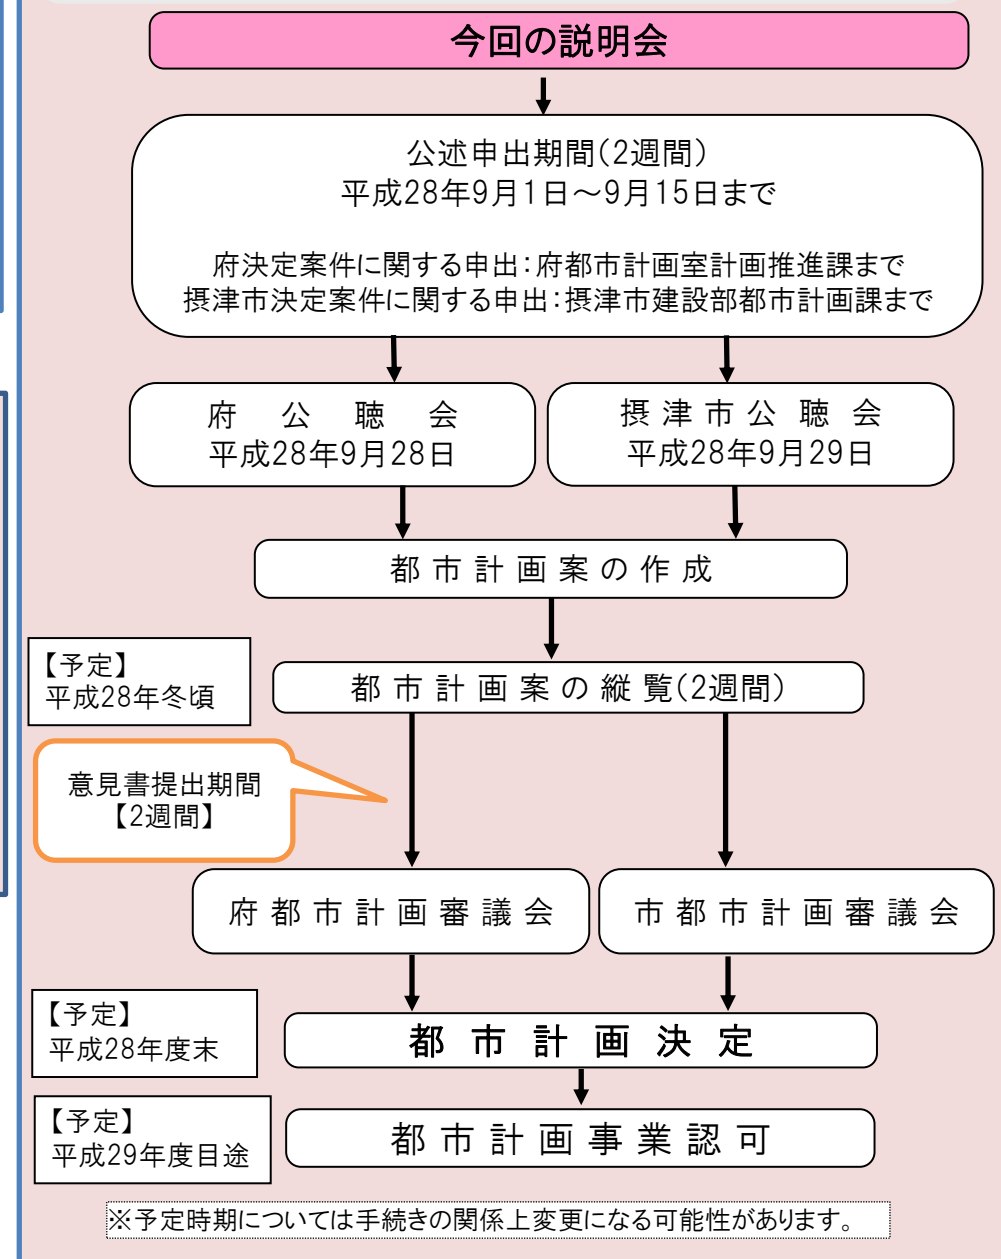 今回の説明会
公述申出期間(2週間)
平成28年9月1日～9月15日まで
府決定案件に関する申出：府都市計画室計画推進課まで
摂津市決定案件に関する申出：摂津市建設部都市計画課まで
府公聴会
平成28年9月28日
摂津市公聴会
平成28年9月29日
都市計画案の作成
【予定】
平成28年冬頃
都市計画案の縦覧(2週間)
意見書提出期間
【2週間】
府都市計画審議会
市都市計画審議会
【予定】
平成28年度末
都市計画決定
【予定】
平成29年度目途
都市計画事業認可
※予定時期については手続きの関係上変更になる可能性があります。